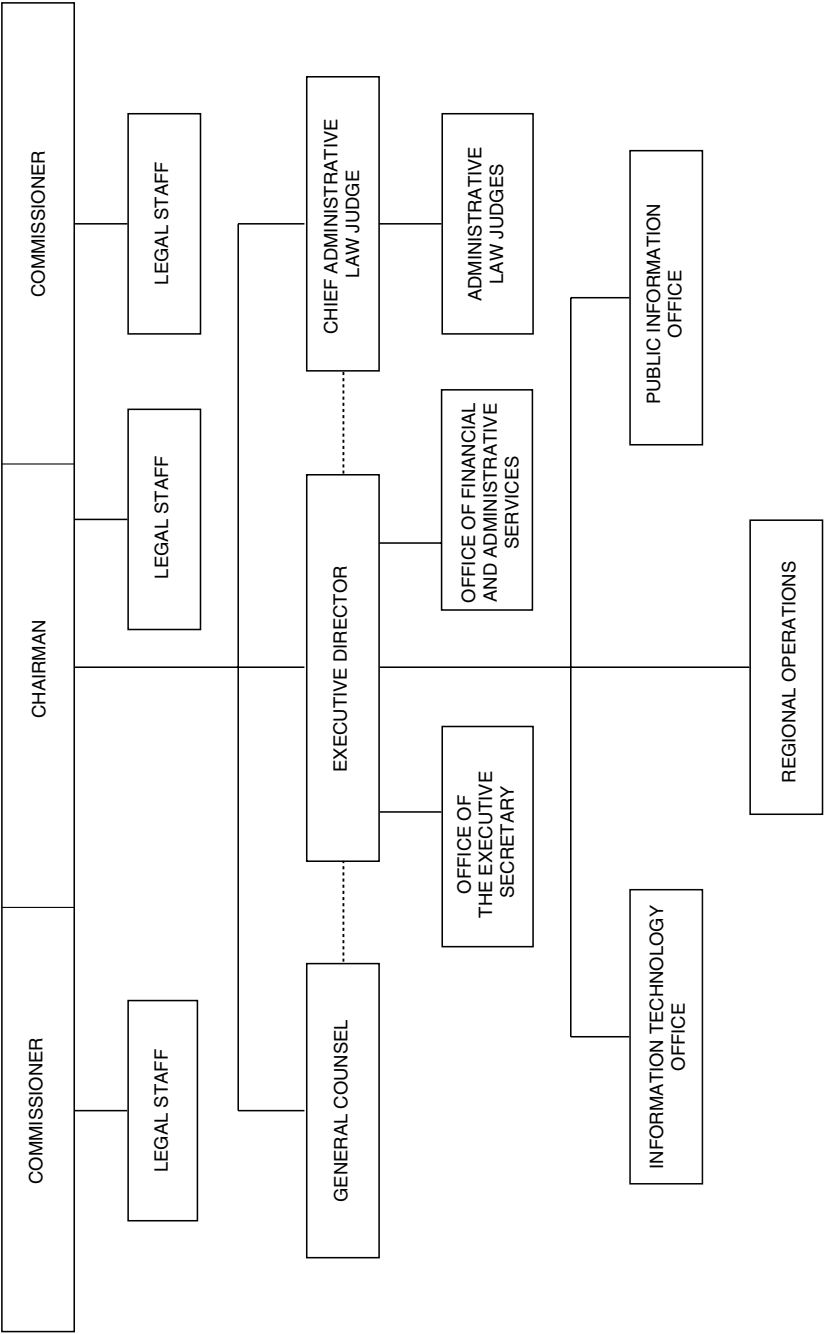 COMMISSIONER
CHAIRMAN
COMMISSIONER
LEGAL STAFF
LEGAL STAFF
LEGAL STAFF
GENERAL COUNSEL
EXECUTIVE DIRECTOR
CHIEF ADMINISTRATIVE
LAW JUDGE
OFFICE OF
THE EXECUTIVE
SECRETARY
OFFICE OF FINANCIAL
AND ADMINISTRATIVE
SERVICES
ADMINISTRATIVE
LAW JUDGES
INFORMATION TECHNOLOGY
OFFICE
PUBLIC INFORMATION
OFFICE
REGIONAL OPERATIONS